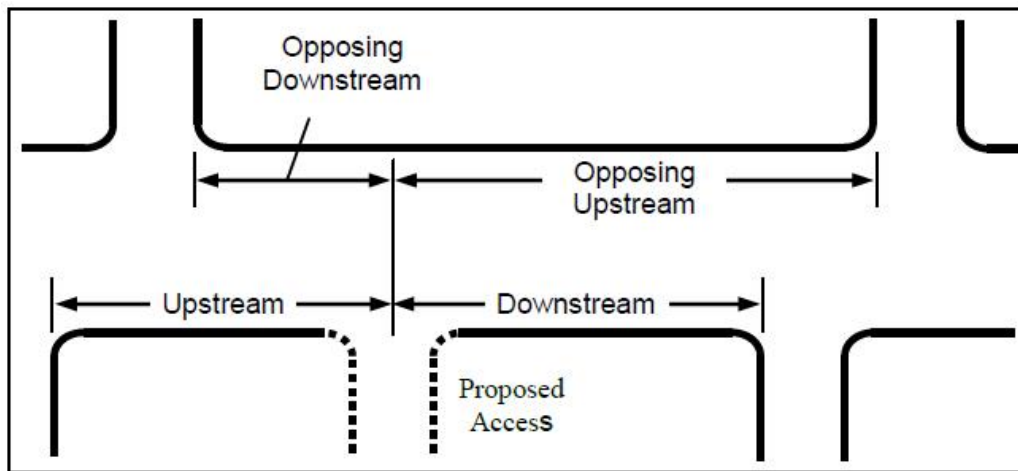 Opposing
Downstream
Opposing
Upstream
Upstream
Downstream
Proposed
Access